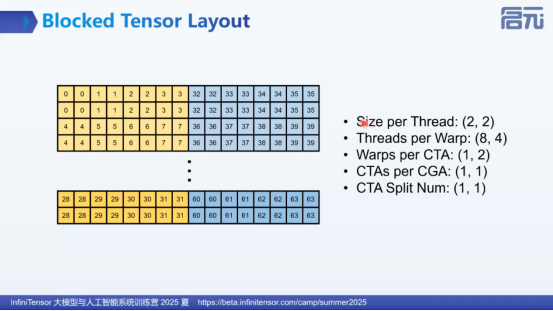 Blocked Tensor Layout
启元
0 0 1 1 2 2 3 3 32 32 33 33 34 34 35 35
0 0 1 1 2 2 3 3 32 32 33 33 34 34 35 35
4 4 5 5 6 6 7 7 36 36 37 37 38 38 39 39
4 4 5 5 6 6 7 7 36 36 37 37 38 38 39 39
28 28 29 29 30 30 31 31 60 60 61 61 62 62 63 63
28 28 29 29 30 30 31 31 60 60 61 61 62 62 63 63
• Size per Thread: (2, 2)
• Threads per Warp: (8, 4)
• Warps per CTA: (1, 2)
• CTAs per CGA: (1, 1)
• CTA Split Num: (1, 1)
InfiniTensor 大模型与人工智能系统训练营 2025 夏 https://beta.infinitensor.com/camp/summer2025